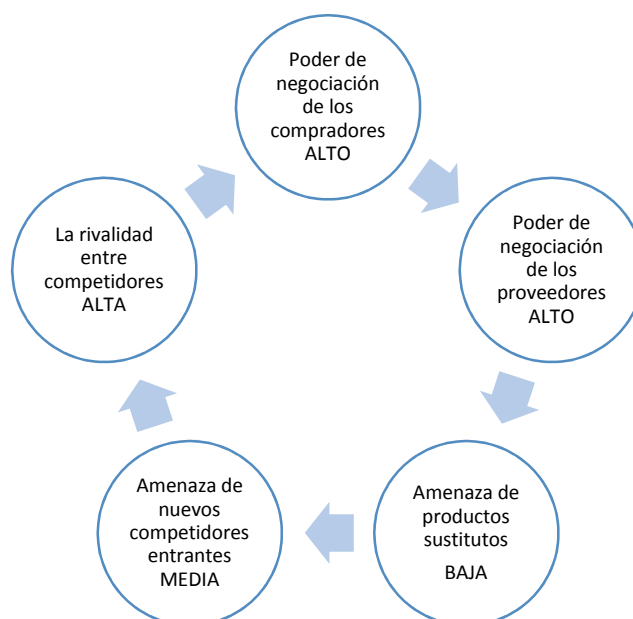 Poder de
negociación
de los
compradores
ALTO
Poder de
negociación
de los
proveedores
ALTO
Amenaza de
productos
sustitutos
BAJA
Amenaza de
nuevos
competidores
entrantes
MEDIA
La rivalidad
entre
competidores
ALTA